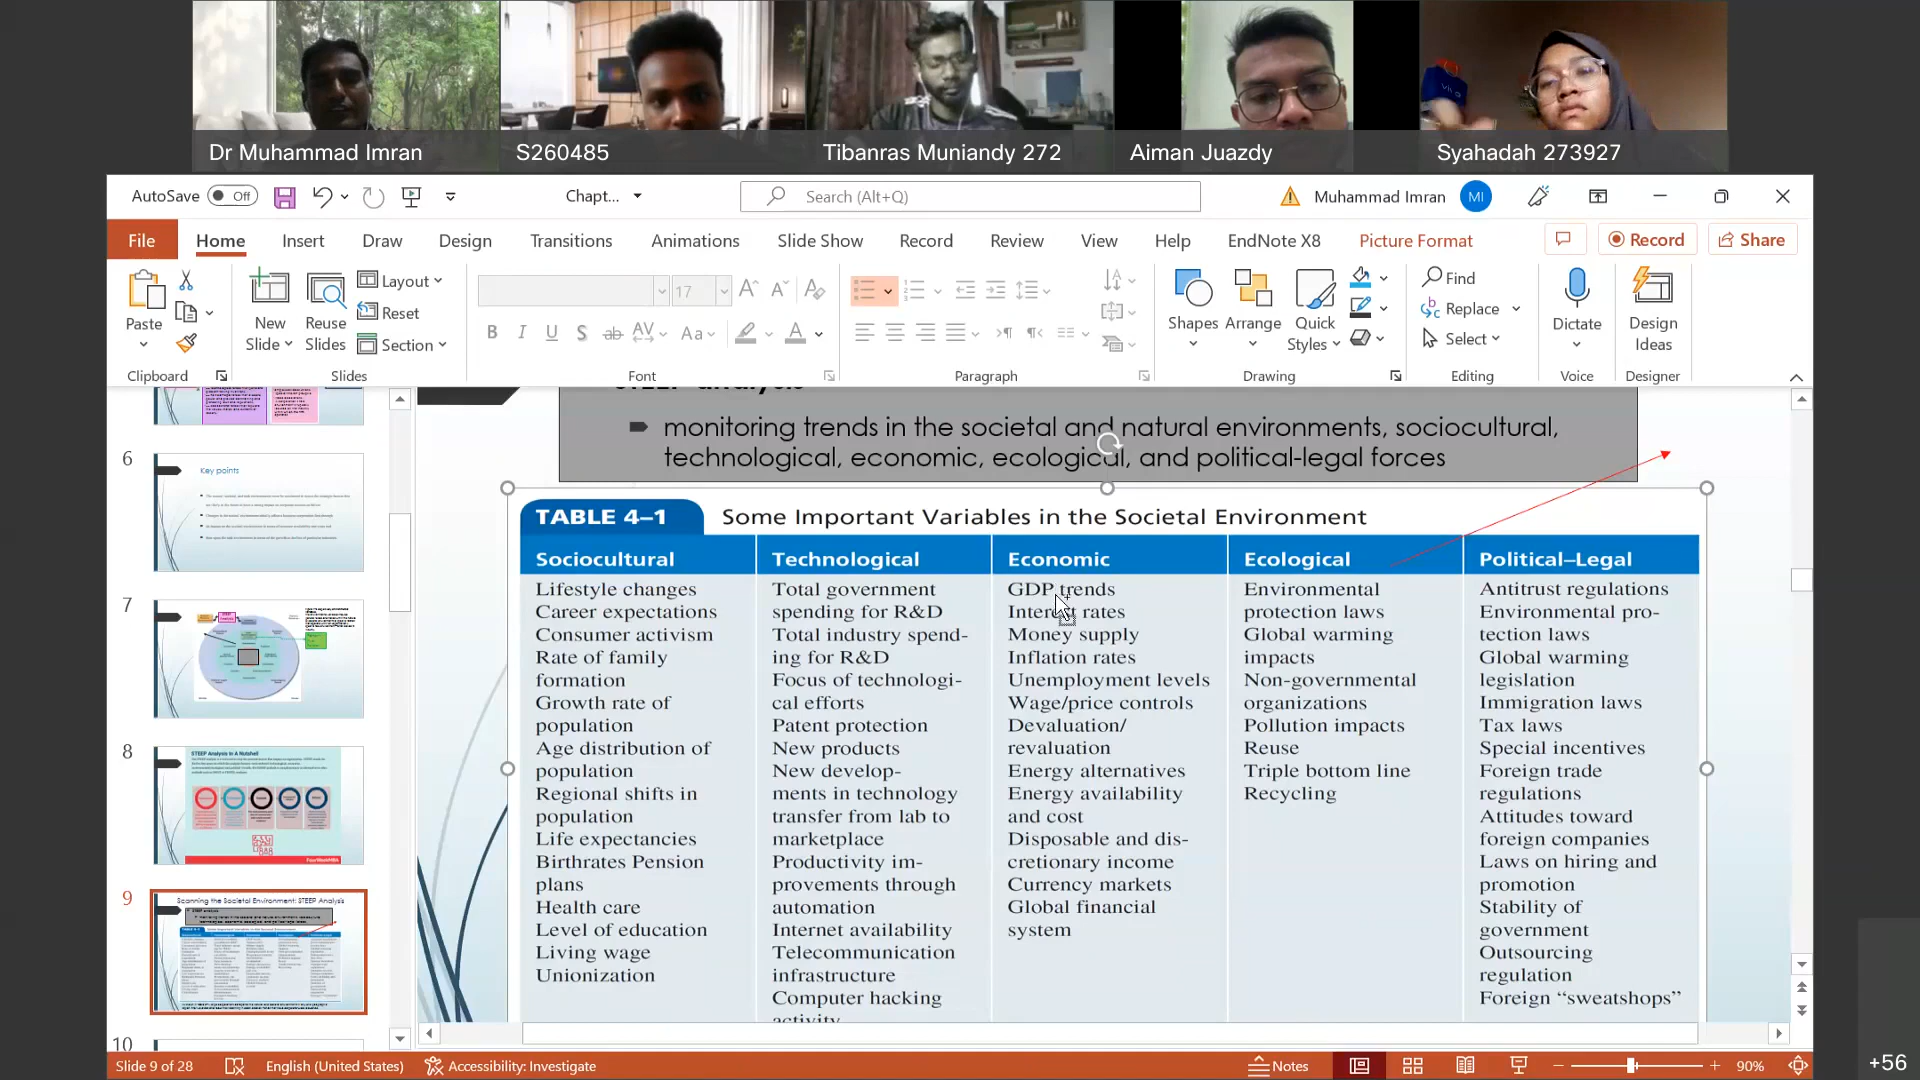 Dr Muhammad Imran
S260485
Tibanras Muniandy 272
Aiman Juazdy
Syahadah 273927
AutoSave Off
Chapt...
Search (Alt+Q)
Muhammad Imran MI
File Home Insert Draw Design Transitions Animations Slide Show Record Review View Help EndNote X8 Picture Format Record Share
Paste
Clipboard
New Slide
Reuse Slides
Layout
Reset
Section
Slides
17
Font
Paragraph
Shapes
Arrange
Quick Styles
Drawing
Find
Replace
Select
Editing
Dictate
Voice
Design Ideas
Designer
6
Key points
7
8
STEEP Analysis In A Nutshell
9
Scanning the Societal Environment: STEEP Analysis
10
monitoring trends in the societal and natural environments, sociocultural,
technological, economic, ecological, and political-legal forces
TABLE 4–1 Some Important Variables in the Societal Environment
Sociocultural
Lifestyle changes
Career expectations
Consumer activism
Rate of family
formation
Growth rate of
population
Age distribution of
population
Regional shifts in
population
Life expectancies
Birthrates Pension
plans
Health care
Level of education
Living wage
Unionization
Technological
Total government
spending for R&D
Total industry spend-
ing for R&D
Focus of technologi-
cal efforts
Patent protection
New products
New develop-
ments in technology
transfer from lab to
marketplace
Productivity im-
provements through
automation
Internet availability
Telecommunication
infrastructure
Computer hacking
activity
Economic
GDP trends
Interest rates
Money supply
Inflation rates
Unemployment levels
Wage/price controls
Devaluation/
revaluation
Energy alternatives
Energy availability
and cost
Disposable and dis-
cretionary income
Currency markets
Global financial
system
Ecological
Environmental
protection laws
Global warming
impacts
Non-governmental
organizations
Pollution impacts
Reuse
Triple bottom line
Recycling
Political–Legal
Antitrust regulations
Environmental pro-
tection laws
Global warming
legislation
Immigration laws
Tax laws
Special incentives
Foreign trade
regulations
Attitudes toward
foreign companies
Laws on hiring and
promotion
Stability of
government
Outsourcing
regulation
Foreign “sweatshops”
Slide 9 of 28
English (United States)
Accessibility: Investigate
Notes
90%
+56